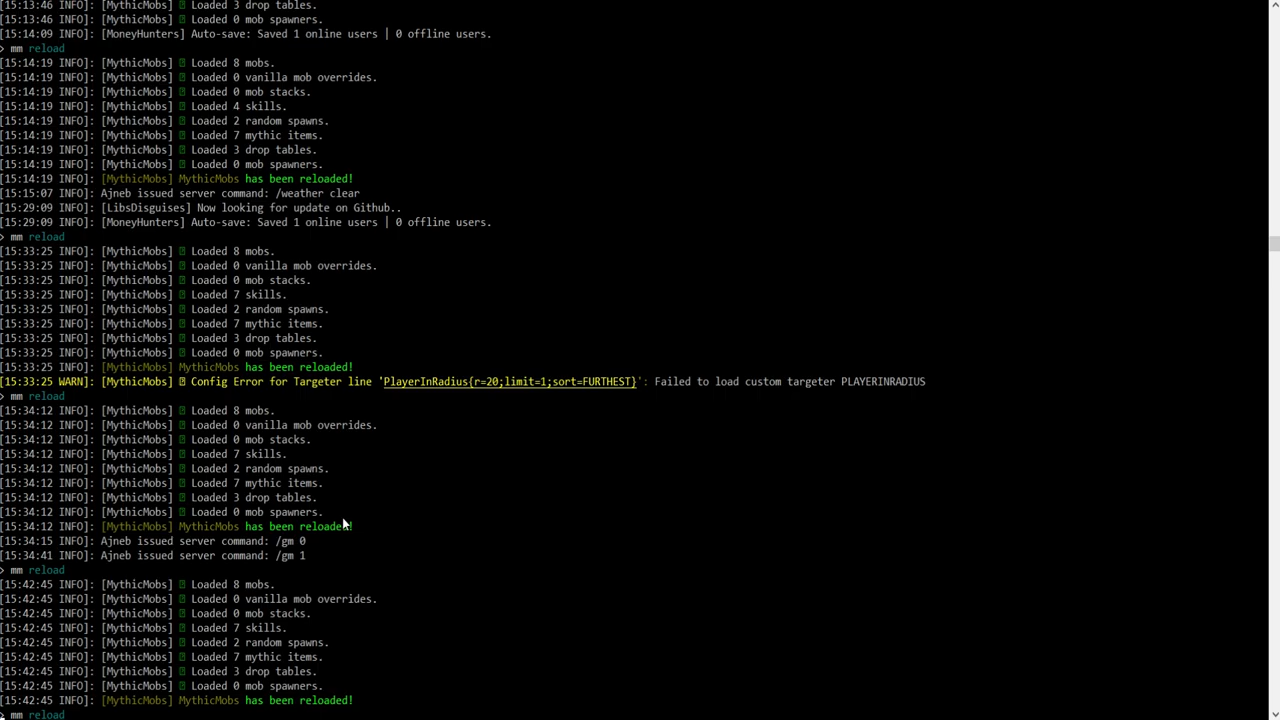 [15:13:46 INFO]: [MythicMobs] Loaded 3 drop tables.
[15:13:46 INFO]: [MythicMobs] Loaded 0 mob spawners.
[15:14:09 INFO]: [MoneyHunters] Auto-save: Saved 1 online users | 0 offline users.
> mm reload
[15:14:19 INFO]: [MythicMobs] Loaded 8 mobs.
[15:14:19 INFO]: [MythicMobs] Loaded 0 vanilla mob overrides.
[15:14:19 INFO]: [MythicMobs] Loaded 0 mob stacks.
[15:14:19 INFO]: [MythicMobs] Loaded 4 skills.
[15:14:19 INFO]: [MythicMobs] Loaded 2 random spawns.
[15:14:19 INFO]: [MythicMobs] Loaded 7 mythic items.
[15:14:19 INFO]: [MythicMobs] Loaded 3 drop tables.
[15:14:19 INFO]: [MythicMobs] Loaded 0 mob spawners.
[15:14:19 INFO]: [MythicMobs] MythicMobs has been reloaded!
[15:15:07 INFO]: Ajneb issued server command: /weather clear
[15:29:09 INFO]: [LibsDisguises] Now looking for update on Github..
[15:29:09 INFO]: [MoneyHunters] Auto-save: Saved 1 online users | 0 offline users.
> mm reload
[15:33:25 INFO]: [MythicMobs] Loaded 8 mobs.
[15:33:25 INFO]: [MythicMobs] Loaded 0 vanilla mob overrides.
[15:33:25 INFO]: [MythicMobs] Loaded 0 mob stacks.
[15:33:25 INFO]: [MythicMobs] Loaded 7 skills.
[15:33:25 INFO]: [MythicMobs] Loaded 2 random spawns.
[15:33:25 INFO]: [MythicMobs] Loaded 7 mythic items.
[15:33:25 INFO]: [MythicMobs] Loaded 3 drop tables.
[15:33:25 INFO]: [MythicMobs] Loaded 0 mob spawners.
[15:33:25 INFO]: [MythicMobs] MythicMobs has been reloaded!
[15:33:25 WARN]: [MythicMobs] Config Error for Targeter line 'PlayerInRadius{r=20;limit=1;sort=FURTHEST}': Failed to load custom targeter PLAYERINRADIUS
> mm reload
[15:34:12 INFO]: [MythicMobs] Loaded 8 mobs.
[15:34:12 INFO]: [MythicMobs] Loaded 0 vanilla mob overrides.
[15:34:12 INFO]: [MythicMobs] Loaded 0 mob stacks.
[15:34:12 INFO]: [MythicMobs] Loaded 7 skills.
[15:34:12 INFO]: [MythicMobs] Loaded 2 random spawns.
[15:34:12 INFO]: [MythicMobs] Loaded 7 mythic items.
[15:34:12 INFO]: [MythicMobs] Loaded 3 drop tables.
[15:34:12 INFO]: [MythicMobs] Loaded 0 mob spawners.
[15:34:12 INFO]: [MythicMobs] MythicMobs has been reloaded!
[15:34:15 INFO]: Ajneb issued server command: /gm 0
[15:34:41 INFO]: Ajneb issued server command: /gm 1
> mm reload
[15:42:45 INFO]: [MythicMobs] Loaded 8 mobs.
[15:42:45 INFO]: [MythicMobs] Loaded 0 vanilla mob overrides.
[15:42:45 INFO]: [MythicMobs] Loaded 0 mob stacks.
[15:42:45 INFO]: [MythicMobs] Loaded 7 skills.
[15:42:45 INFO]: [MythicMobs] Loaded 2 random spawns.
[15:42:45 INFO]: [MythicMobs] Loaded 7 mythic items.
[15:42:45 INFO]: [MythicMobs] Loaded 3 drop tables.
[15:42:45 INFO]: [MythicMobs] Loaded 0 mob spawners.
[15:42:45 INFO]: [MythicMobs] MythicMobs has been reloaded!
> mm reload